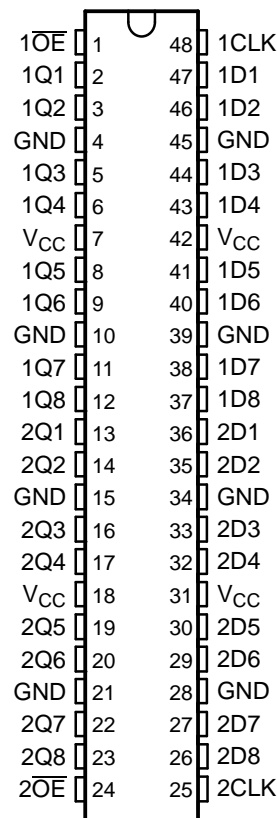 1O̅E̅ 1 48 1CLK
1Q1 2 47 1D1
1Q2 3 46 1D2
GND 4 45 GND
1Q3 5 44 1D3
1Q4 6 43 1D4
VCC 7 42 VCC
1Q5 8 41 1D5
1Q6 9 40 1D6
GND 10 39 GND
1Q7 11 38 1D7
1Q8 12 37 1D8
2Q1 13 36 2D1
2Q2 14 35 2D2
GND 15 34 GND
2Q3 16 33 2D3
2Q4 17 32 2D4
VCC 18 31 VCC
2Q5 19 30 2D5
2Q6 20 29 2D6
GND 21 28 GND
2Q7 22 27 2D7
2Q8 23 26 2D8
2O̅E̅ 24 25 2CLK